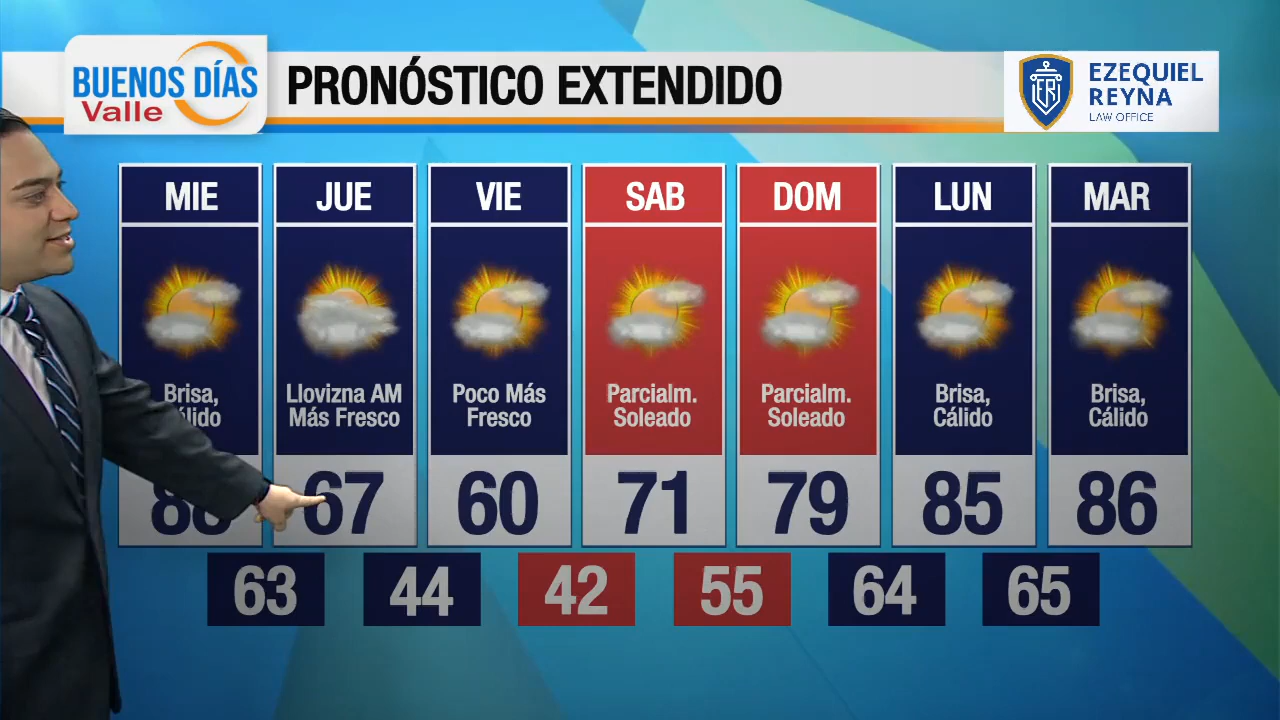 BUENOS DÍAS
Valle
PRONÓSTICO EXTENDIDO
EZEQUIEL
REYNA
LAW OFFICE
MIE JUE VIE SAB DOM LUN MAR
Brisa, Llovizna AM Poco Más Parcialm. Parcialm. Brisa, Brisa,
Más Fresco Fresco Soleado Soleado Cálido Cálido
67 60 71 79 85 86
63 44 42 55 64 65